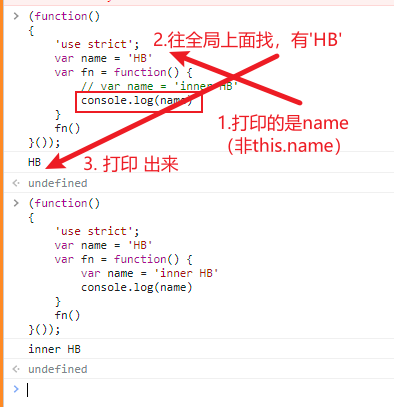 > (function()
{
'use strict';
var name = 'HB'
2.往全局上面找，有'HB'
var fn = function() {
// var name = 'inner HB'
console.log(name)
}
1.打印的是name
（非this.name）
fn()
}());
HB
3. 打印 出来
undefined
> (function()
{
'use strict';
var name = 'HB'
var fn = function() {
var name = 'inner HB'
console.log(name)
}
fn()
}());
inner HB
undefined
>